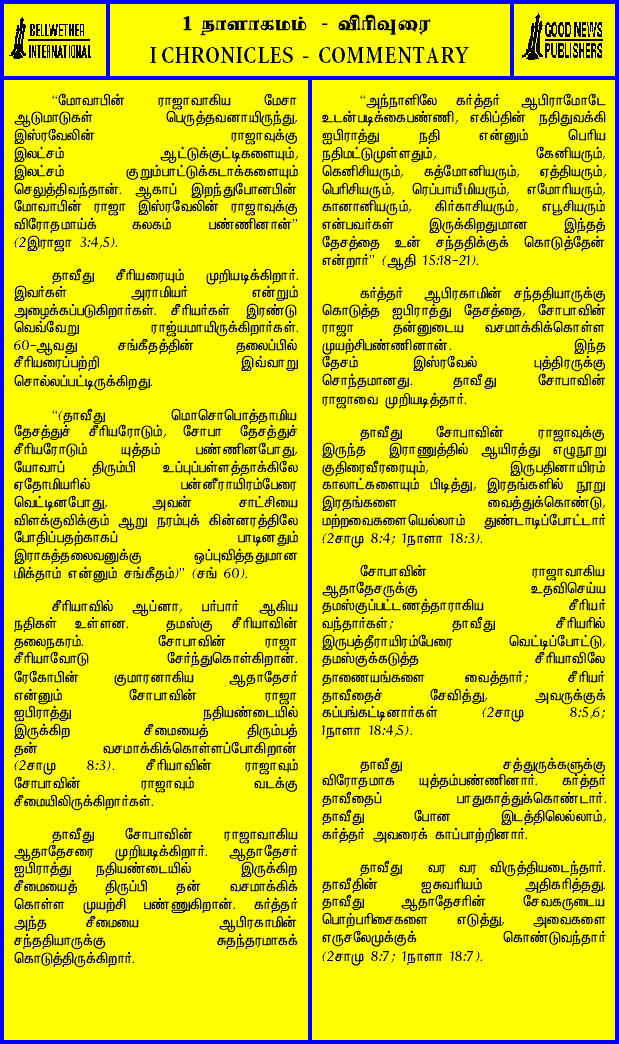 BELLWETHER
INTERNATIONAL
1 நாளாகமம் - விரிவுரை
I CHRONICLES - COMMENTARY
GOOD NEWS
PUBLISHERS
“மோவாபின் ராஜாவாகிய மேசா
ஆடுமாடுகள் பெருத்தவனாயிருந்து,
இஸ்ரவேலின் ராஜாவுக்கு
இலட்சம் ஆட்டுக்குட்டிகளையும்,
இலட்சம் குறும்பாட்டுக்கடாக்களையும்
செலுத்திவந்தான். ஆகாப் இறந்துபோனபின்
மோவாபின் ராஜா இஸ்ரவேலின் ராஜாவுக்கு
விரோதமாய்க் கலகம் பண்ணினான்”
(2இராஜா 3:4,5).
தாவீது சீரியரையும் முறியடிக்கிறார்.
இவர்கள் அராமியர் என்றும்
அழைக்கப்படுகிறார்கள். சீரியர்கள் இரண்டு
வெவ்வேறு ராஜ்யமாயிருக்கிறார்கள்.
60-ஆவது சங்கீதத்தின் தலைப்பில்
சீரியரைப்பற்றி இவ்வாறு
சொல்லப்பட்டிருக்கிறது.
“(தாவீது மொசொபொத்தாமிய
தேசத்துச் சீரியரோடும், சோபா தேசத்துச்
சீரியரோடும் யுத்தம் பண்ணினபோது,
யோவாப் திரும்பி உப்புப்பள்ளத்தாக்கிலே
ஏதோமியரில் பன்னீராயிரம்பேரை
வெட்டினபோது, அவன் சாட்சியை
விளக்குவிக்கும் ஆறு நரம்புக் கின்னரத்திலே
போதிப்பதற்காகப் பாடினதும்
இராகத்தலைவனுக்கு ஒப்புவித்ததுமான
மிக்தாம் என்னும் சங்கீதம்)” (சங் 60).
சீரியாவில் ஆப்னா, பர்பார் ஆகிய
நதிகள் உள்ளன. தமஸ்கு சீரியாவின்
தலைநகரம். சோபாவின் ராஜா
சீரியாவோடு சேர்ந்துகொள்கிறான்.
ரேகோபின் குமாரனாகிய ஆதாதேசர்
என்னும் சோபாவின் ராஜா
ஐபிராத்து நதியண்டையில்
இருக்கிற சீமையைத் திரும்பத்
தன் வசமாக்கிக்கொள்ளப்போகிறான்
(2சாமு 8:3). சீரியாவின் ராஜாவும்
சோபாவின் ராஜாவும் வடக்கு
சீமையிலிருக்கிறார்கள்.
தாவீது சோபாவின் ராஜாவாகிய
ஆதாதேசரை முறியடிக்கிறார். ஆதாதேசர்
ஐபிராத்து நதியண்டையில் இருக்கிற
சீமையைத் திருப்பி தன் வசமாக்கிக்
கொள்ள முயற்சி பண்ணுகிறான். கர்த்தர்
அந்த சீமையை ஆபிரகாமின்
சந்ததியாருக்கு சுதந்தரமாகக்
கொடுத்திருக்கிறார்.
“அந்நாளிலே கர்த்தர் ஆபிராமோடே
உடன்படிக்கைபண்ணி, எகிப்தின் நதிதுவக்கி
ஐபிராத்து நதி என்னும் பெரிய
நதிமட்டுமுள்ளதும், கேனியரும்,
கெனிசியரும், கத்மோனியரும், ஏத்தியரும்,
பெரிசியரும், ரெப்பாயீமியரும், எமோரியரும்,
கானானியரும், கிர்காசியரும், எபூசியரும்
என்பவர்கள் இருக்கிறதுமான இந்தத்
தேசத்தை உன் சந்ததிக்குக் கொடுத்தேன்
என்றார்” (ஆதி 15:18-21).
கர்த்தர் ஆபிரகாமின் சந்ததியாருக்கு
கொடுத்த ஐபிராத்து தேசத்தை, சோபாவின்
ராஜா தன்னுடைய வசமாக்கிக்கொள்ள
முயற்சிபண்ணினான். இந்த
தேசம் இஸ்ரவேல் புத்திரருக்கு
சொந்தமானது. தாவீது சோபாவின்
ராஜாவை முறியடித்தார்.
தாவீது சோபாவின் ராஜாவுக்கு
இருந்த இராணுத்தில் ஆயிரத்து எழுநூறு
குதிரைவீரரையும், இருபதினாயிரம்
காலாட்களையும் பிடித்து, இரதங்களில் நூறு
இரதங்களை வைத்துக்கொண்டு,
மற்றவைகளையெல்லாம் துண்டாடிப்போட்டார்
(2சாமு 8:4; 1நாளா 18:3).
சோபாவின் ராஜாவாகிய
ஆதாதேசருக்கு உதவிசெய்ய
தமஸ்குப்பட்டணத்தாராகிய சீரியர்
வந்தார்கள்; தாவீது சீரியரில்
இருபத்தீராயிரம்பேரை வெட்டிப்போட்டு,
தமஸ்குக்கடுத்த சீரியாவிலே
தாணையங்களை வைத்தார்; சீரியர்
தாவீதைச் சேவித்து, அவருக்குக்
கப்பங்கட்டினார்கள் (2சாமு 8:5,6;
1நாளா 18:4,5).
தாவீது சத்துருக்களுக்கு
விரோதமாக யுத்தம்பண்ணினார். கர்த்தர்
தாவீதைப் பாதுகாத்துக்கொண்டார்.
தாவீது போன இடத்திலெல்லாம்,
கர்த்தர் அவரைக் காப்பாற்றினார்.
தாவீது வர வர விருத்தியடைந்தார்.
தாவீதின் ஐசுவரியம் அதிகரித்தது.
தாவீது ஆதாதேசரின் சேவகருடைய
பொற்பரிசைகளை எடுத்து, அவைகளை
எருசலேமுக்குக் கொண்டுவந்தார்
(2சாமு 8:7; 1நாளா 18:7).